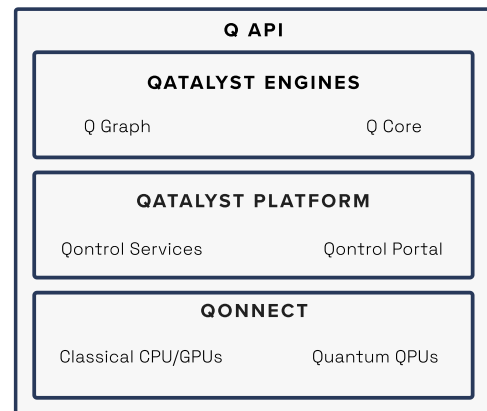 Q API
QATALYST ENGINES
Q Graph Q Core
QATALYST PLATFORM
Qontrol Services Qontrol Portal
QONNECT
Classical CPU/GPUs Quantum QPUs